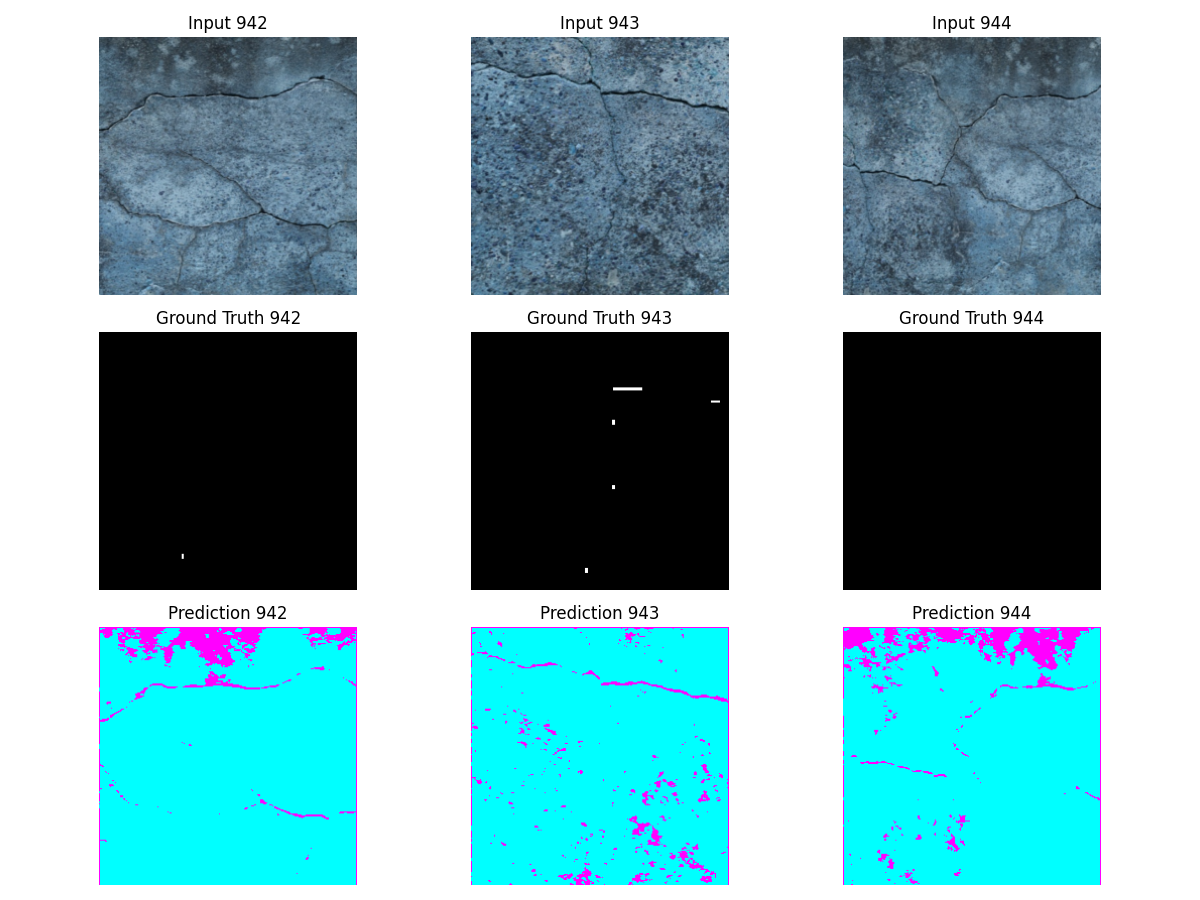 Input 942
Input 943
Input 944
Ground Truth 942
Ground Truth 943
Ground Truth 944
Prediction 942
Prediction 943
Prediction 944